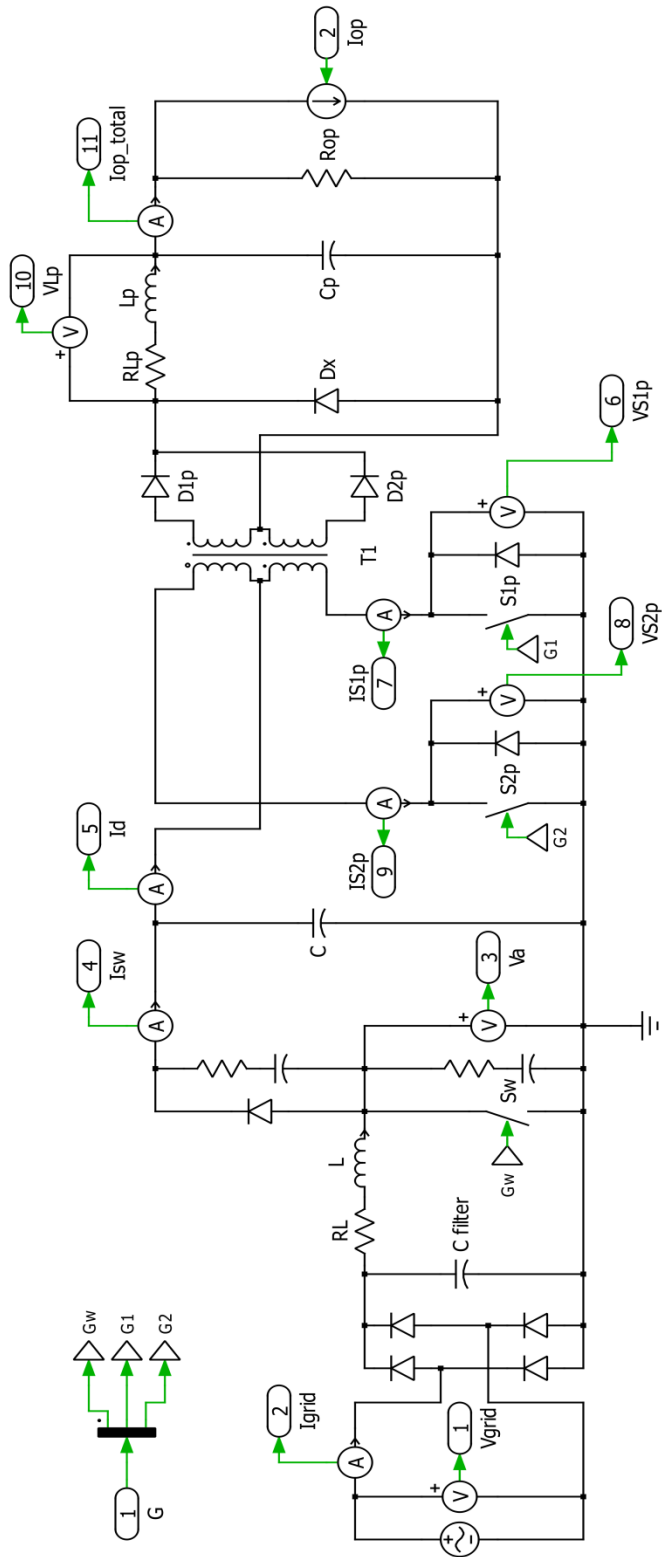 1
G
Gw
G1
G2
2
Igrid
A
1
Vgrid
V
+
+
-
C filter
RL
L
Gw
Sw
4
Isw
A
3
Va
V
+
C
5
Id
A
9
IS2p
A
G2
S2p
8
VS2p
V
+
7
IS1p
A
G1
S1p
6
VS1p
V
+
T1
D1p
D2p
Dx
RLp
Lp
10
VLp
V
+
Cp
11
Iop_total
A
Rop
2
Iop